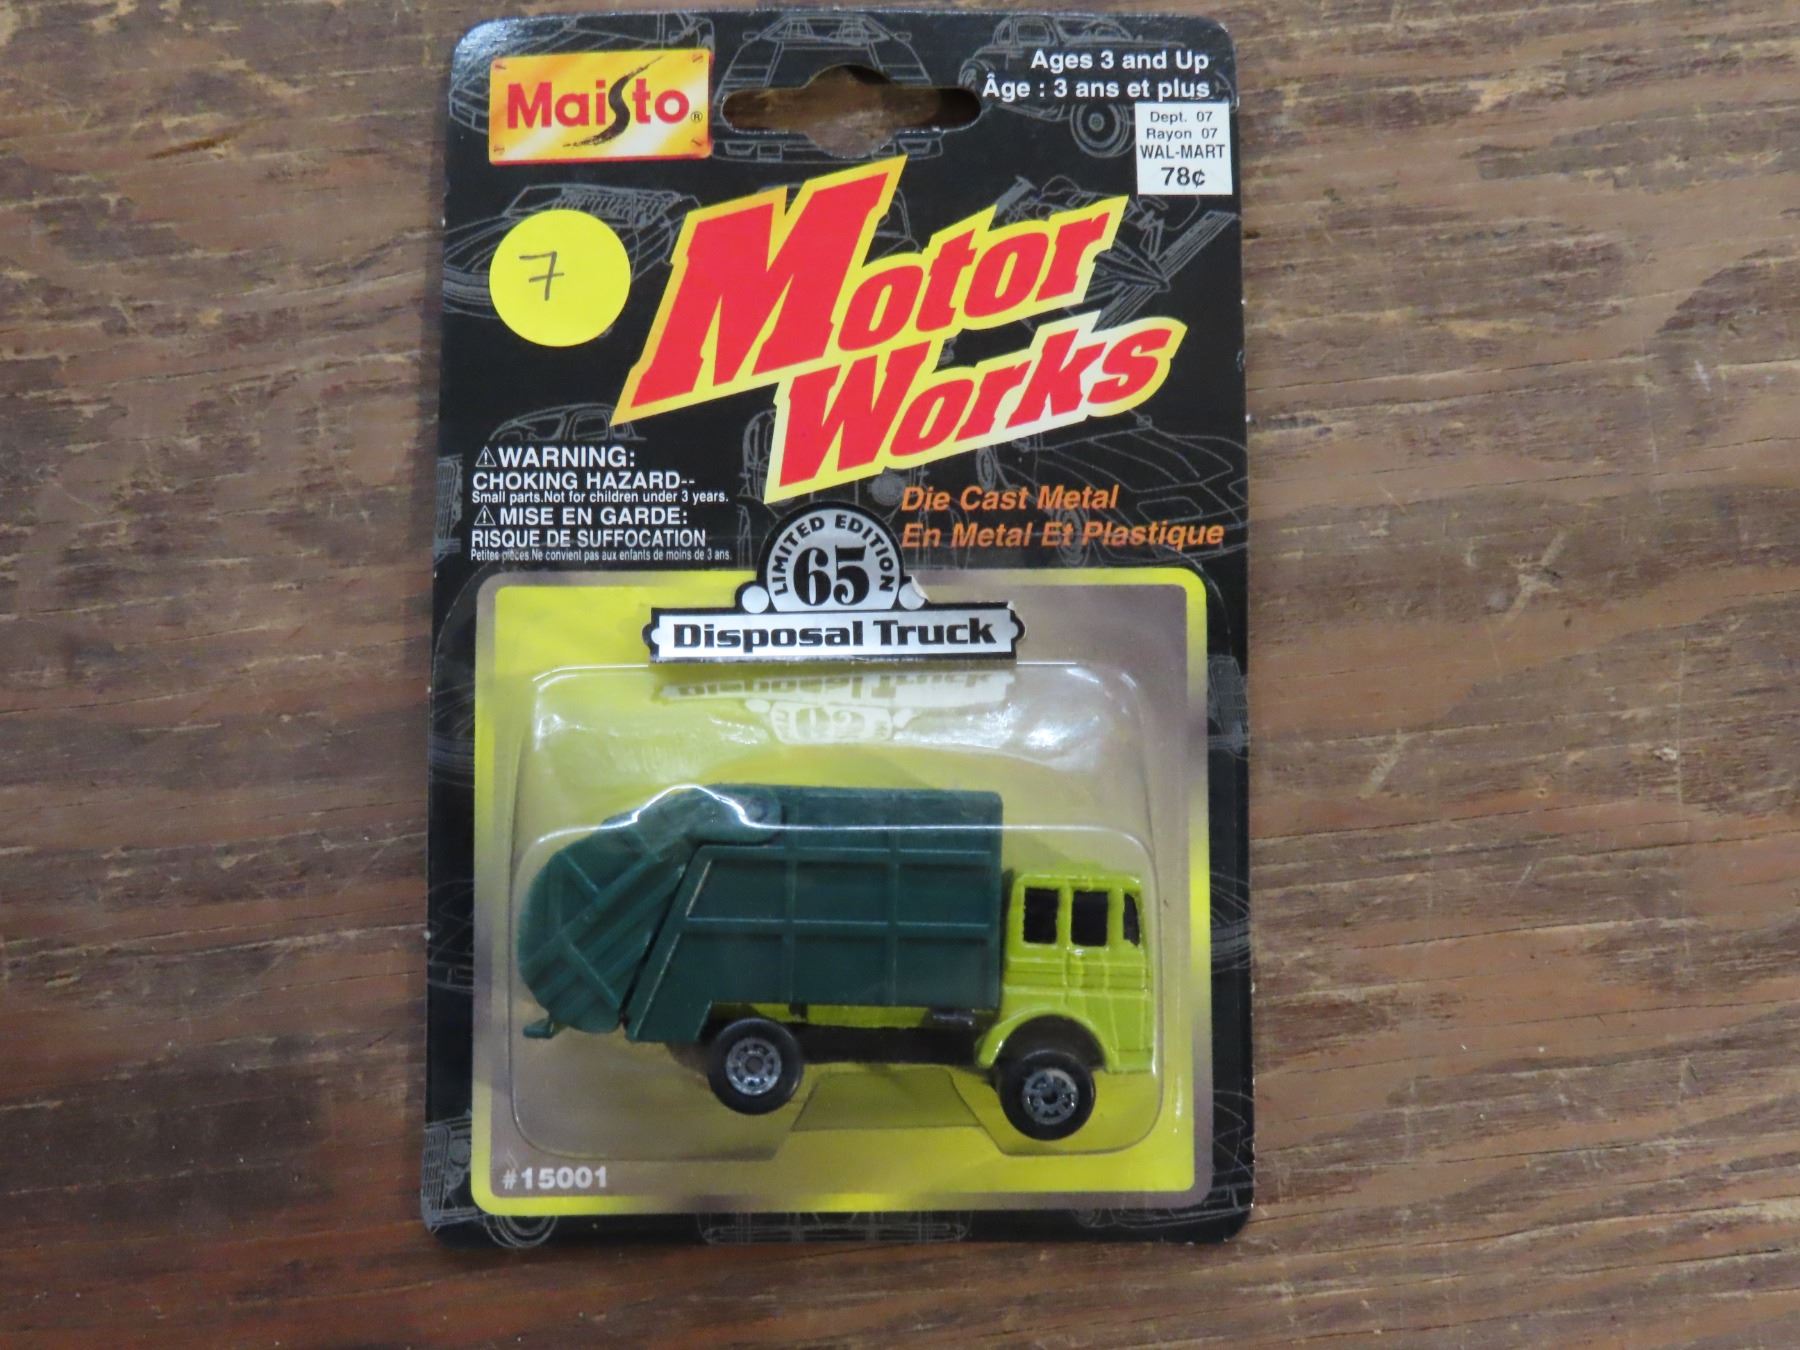 Maisto®
Ages 3 and Up
Âge : 3 ans et plus
Dept. 07
Rayon 07
WAL-MART
78¢
7
Motor
Works
⚠WARNING:
CHOKING HAZARD--
Small parts.Not for children under 3 years.
⚠MISE EN GARDE:
RISQUE DE SUFFOCATION
Petites pièces.Ne convient pas aux enfants de moins de 3 ans.
Die Cast Metal
En Metal Et Plastique
LIMITED EDITION
65
Disposal Truck
#15001